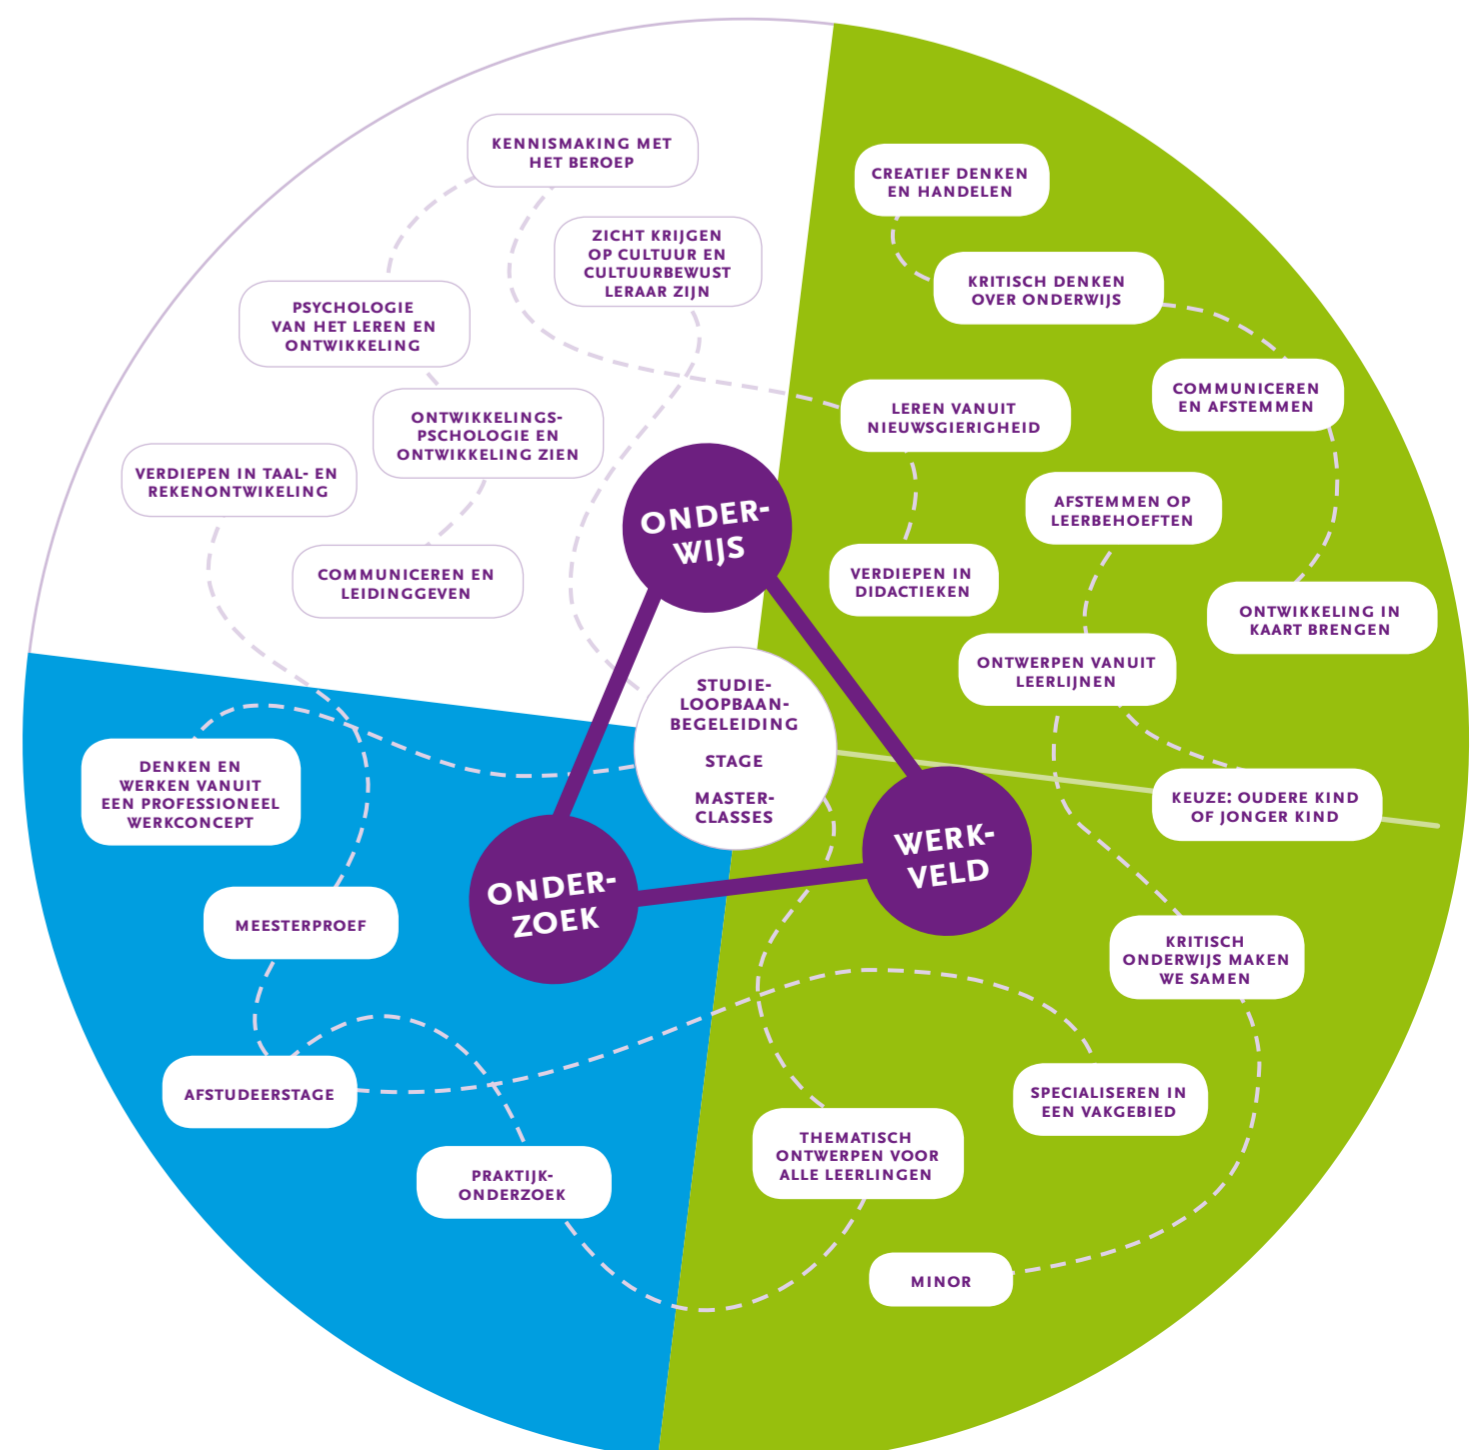 KENNISMAKING MET
HET BEROEP
ZICHT KRIJGEN
OP CULTUUR EN
CULTUURBEWUST
LERAAR ZIJN
PSYCHOLOGIE
VAN HET LEREN EN
ONTWIKKELING
ONTWIKKELINGS-
PSCHOLOGIE EN
ONTWIKKELING ZIEN
VERDIEPEN IN TAAL- EN
REKENONTWIKELING
COMMUNICEREN EN
LEIDINGGEVEN
CREATIEF DENKEN
EN HANDELEN
KRITISCH DENKEN
OVER ONDERWIJS
COMMUNICEREN
EN AFSTEMMEN
LEREN VANUIT
NIEUWSGIERIGHEID
AFSTEMMEN OP
LEERBEHOEFTEN
VERDIEPEN IN
DIDACTIEKEN
ONTWIKKELING IN
KAART BRENGEN
ONTWERPEN VANUIT
LEERLIJNEN
KEUZE: OUDERE KIND
OF JONGER KIND
ONDER-
WIJS
STUDIE-
LOOPBAAN-
BEGELEIDING
STAGE
MASTER-
CLASSES
WERK-
VELD
ONDER-
ZOEK
DENKEN EN
WERKEN VANUIT
EEN PROFESSIONEEL
WERKCONCEPT
MEESTERPROEF
AFSTUDEERSTAGE
PRAKTIJK-
ONDERZOEK
KRITISCH
ONDERWIJS MAKEN
WE SAMEN
SPECIALISEREN IN
EEN VAKGEBIED
THEMATISCH
ONTWERPEN VOOR
ALLE LEERLINGEN
MINOR